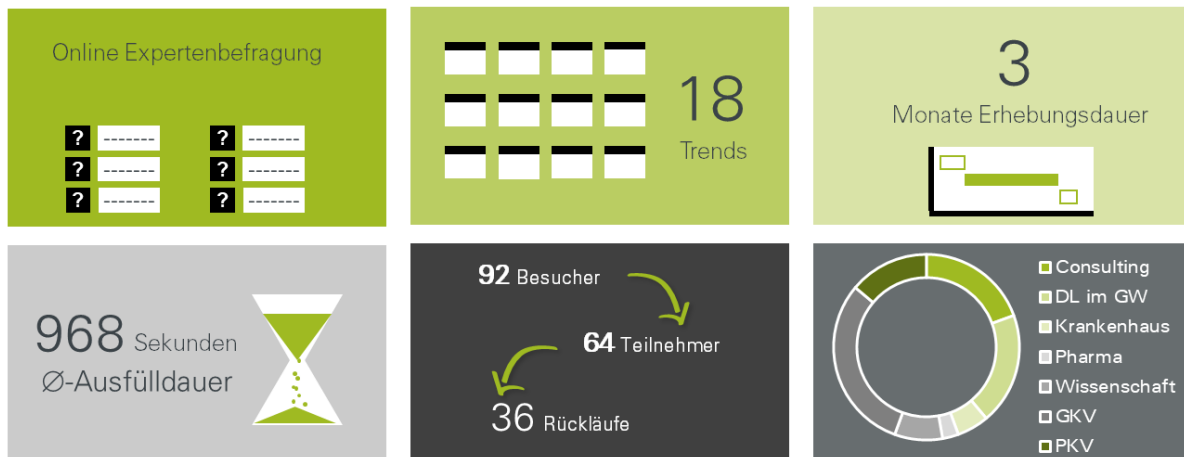 Online Expertenbefragung
? -------  ? -------
? -------  ? -------
? -------  ? -------
18
Trends
3
Monate Erhebungsdauer
968 Sekunden
Ø-Ausfülldauer
92 Besucher
64 Teilnehmer
36 Rückläufe
Consulting
DL im GW
Krankenhaus
Pharma
Wissenschaft
GKV
PKV